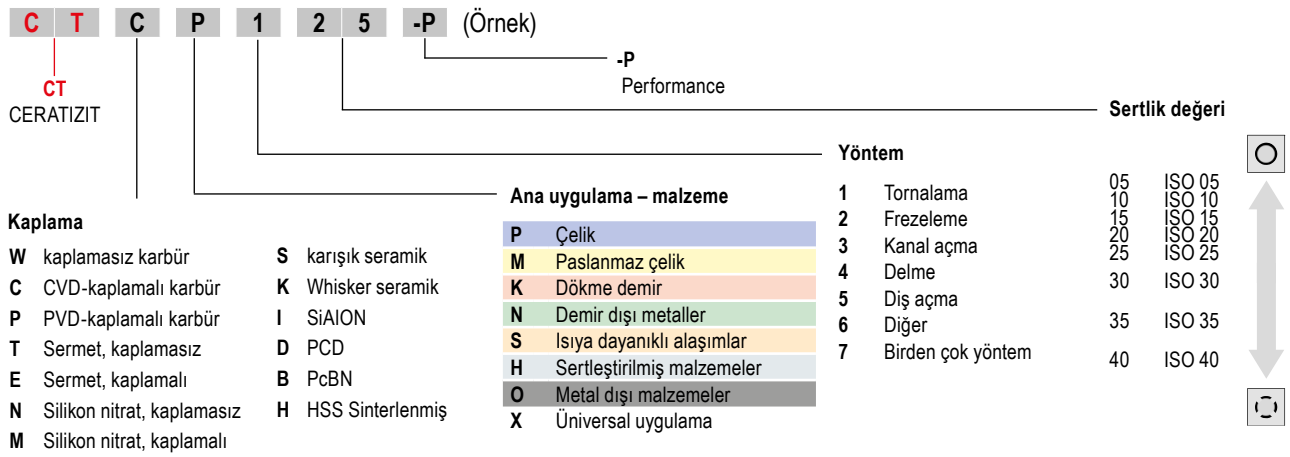 C T C P 1 2 5 -P (Örnek)
-P
Performance
CT
CERATIZIT
Sertlik değeri
Yöntem
1 Tornalama
2 Frezeleme
3 Kanal açma
4 Delme
5 Diş açma
6 Diğer
7 Birden çok yöntem
05 ISO 05
10 ISO 10
15 ISO 15
20 ISO 20
25 ISO 25
30 ISO 30
35 ISO 35
40 ISO 40
Ana uygulama – malzeme
P Çelik
M Paslanmaz çelik
K Dökme demir
N Demir dışı metaller
S Isıya dayanıklı alaşımlar
H Sertleştirilmiş malzemeler
O Metal dışı malzemeler
X Üniversal uygulama
Kaplama
W kaplamasız karbür
C CVD-kaplamalı karbür
P PVD-kaplamalı karbür
T Sermet, kaplamasız
E Sermet, kaplamalı
N Silikon nitrat, kaplamasız
M Silikon nitrat, kaplamalı
S karışık seramik
K Whisker seramik
I SiAlON
D PCD
B PcBN
H HSS Sinterlenmiş